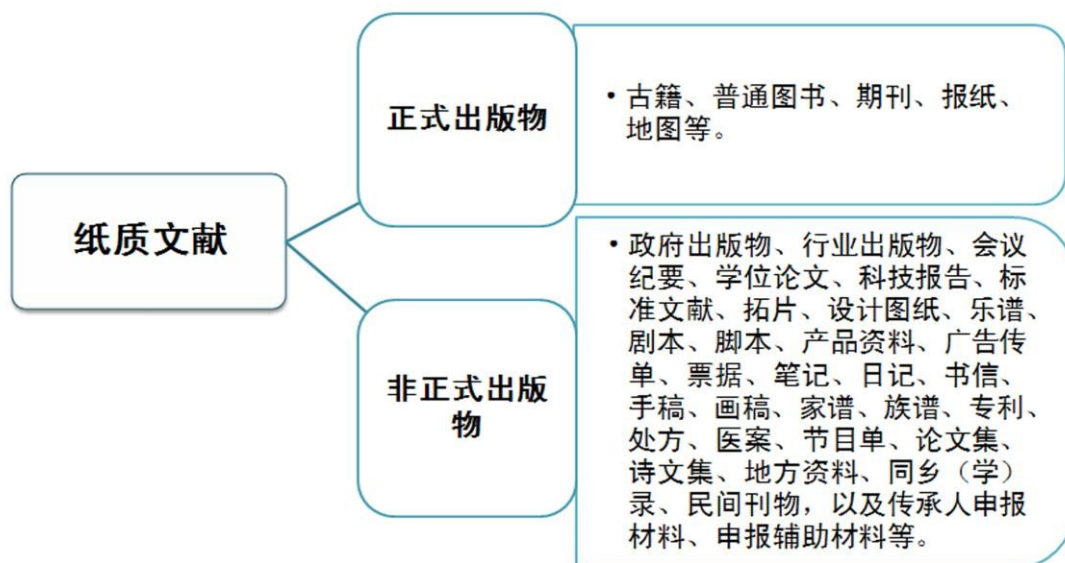 纸质文献
正式出版物
• 古籍、普通图书、期刊、报纸、
地图等。
非正式出版
物
• 政府出版物、行业出版物、会议
纪要、学位论文、科技报告、标
准文献、拓片、设计图纸、乐谱、
剧本、脚本、产品资料、广告传
单、票据、笔记、日记、书信、
手稿、画稿、家谱、族谱、专利、
处方、医案、节目单、论文集、
诗文集、地方资料、同乡（学）
录、民间刊物，以及传承人申报
材料、申报辅助材料等。